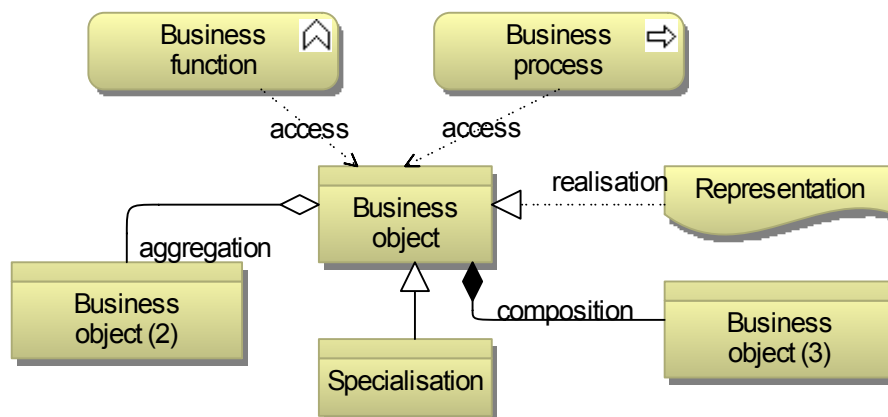 Business
function
Business
process
access
access
Business
object
realisation
Representation
aggregation
Business
object (2)
composition
Business
object (3)
Specialisation